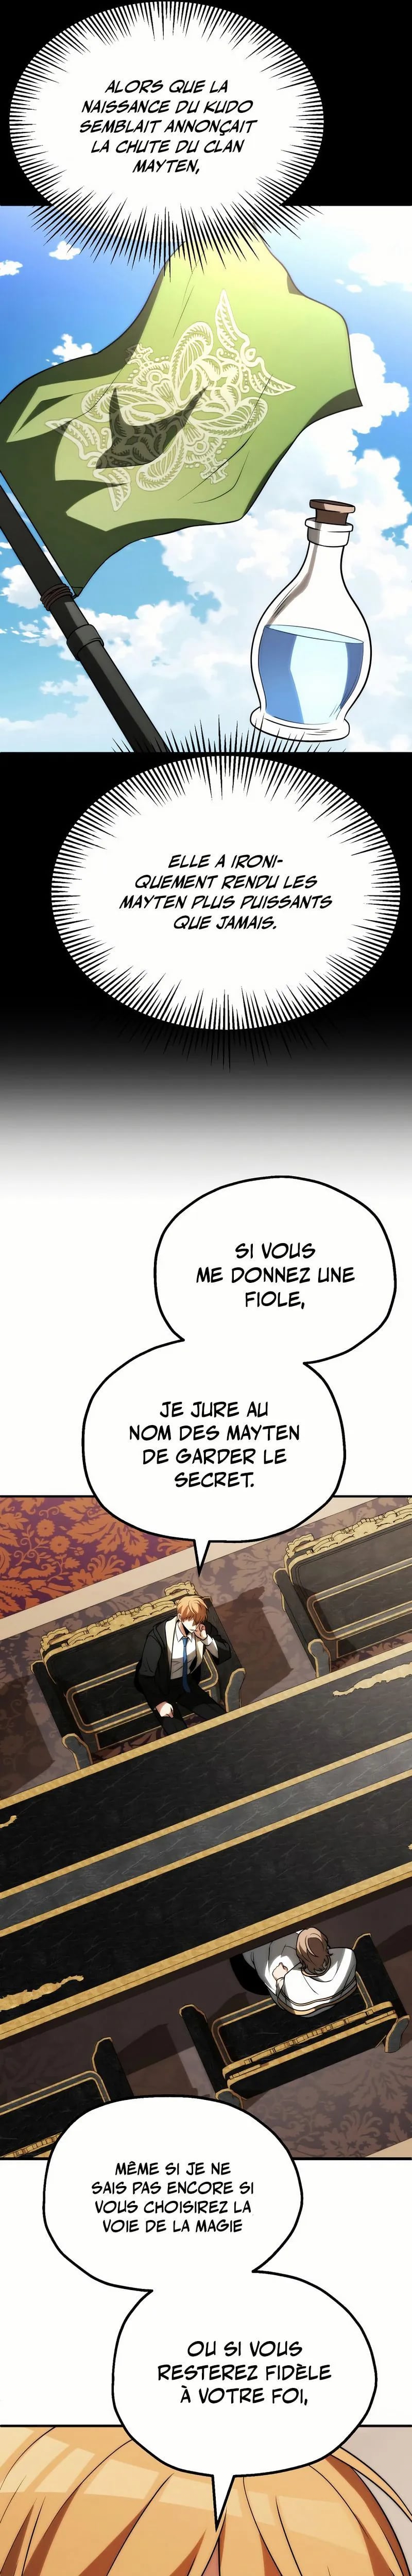 ALORS QUE LA
NAISSANCE DU KUDO
SEMBLAIT ANNONÇAIT
LA CHUTE DU CLAN
MAYTEN,
ELLE A IRONI-
QUEMENT RENDU LES
MAYTEN PLUS PUISSANTS
QUE JAMAIS.
SI VOUS
ME DONNEZ UNE
FIOLE,
JE JURE AU
NOM DES MAYTEN
DE GARDER LE
SECRET.
MÊME SI JE NE
SAIS PAS ENCORE SI
VOUS CHOISIREZ LA
VOIE DE LA MAGIE
OU SI VOUS
RESTEREZ FIDÈLE
À VOTRE FOI,